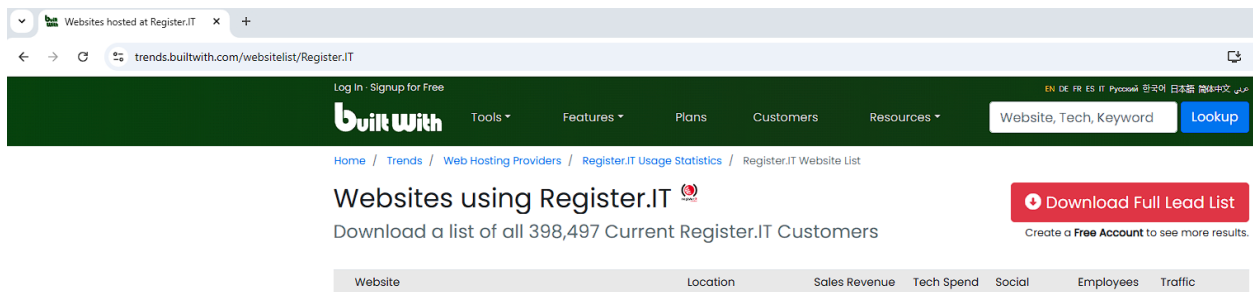 Websites hosted at Register.IT
trends.builtwith.com/websitelist/Register.IT
Log In · Signup for Free
EN DE FR ES IT Русский 한국어 日本語 简体中文 عربي
built With
Tools
Features
Plans
Customers
Resources
Website, Tech, Keyword
Lookup
Home / Trends / Web Hosting Providers / Register.IT Usage Statistics / Register.IT Website List
Websites using Register.IT
Download Full Lead List
Download a list of all 398,497 Current Register.IT Customers
Create a Free Account to see more results.
Website Location Sales Revenue Tech Spend Social Employees Traffic